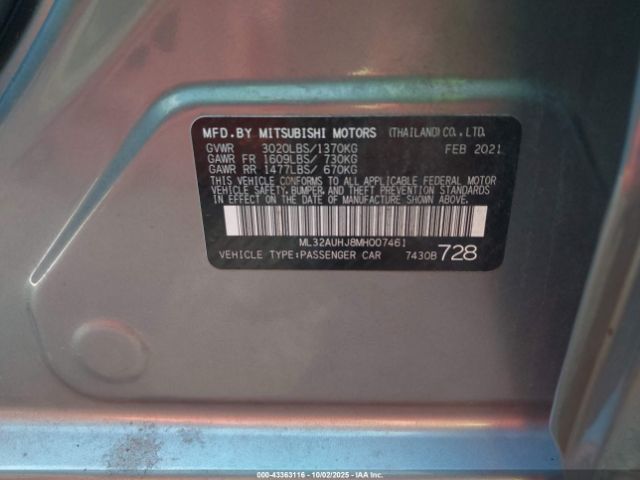 MFD.BY MITSUBISHI MOTORS (THAILAND) CO., LTD.
GVWR 3020LBS/1370KG FEB 2021
GAWR FR 1609LBS/ 730KG
GAWR RR 1477LBS/ 670KG
THIS VEHICLE CONFORMS TO ALL APPLICABLE FEDERAL MOTOR
VEHICLE SAFETY, BUMPER, AND THEFT PREVENTION STANDARDS
IN EFFECT ON THE DATE OF MANUFACTURE SHOWN ABOVE.
ML32AUHJ8MH007461
VEHICLE TYPE:PASSENGER CAR 7430B 728
000-43363116 | 10/02/2025 - IAA Inc.